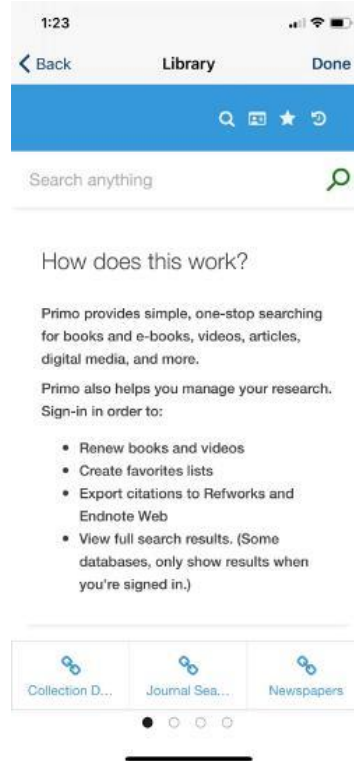 1:23
Back Library Done
Search anything
How does this work?
Primo provides simple, one-stop searching
for books and e-books, videos, articles,
digital media, and more.
Primo also helps you manage your research.
Sign-in in order to:
• Renew books and videos
• Create favorites lists
• Export citations to Refworks and
Endnote Web
• View full search results. (Some
databases, only show results when
you're signed in.)
Collection D... Journal Sea... Newspapers